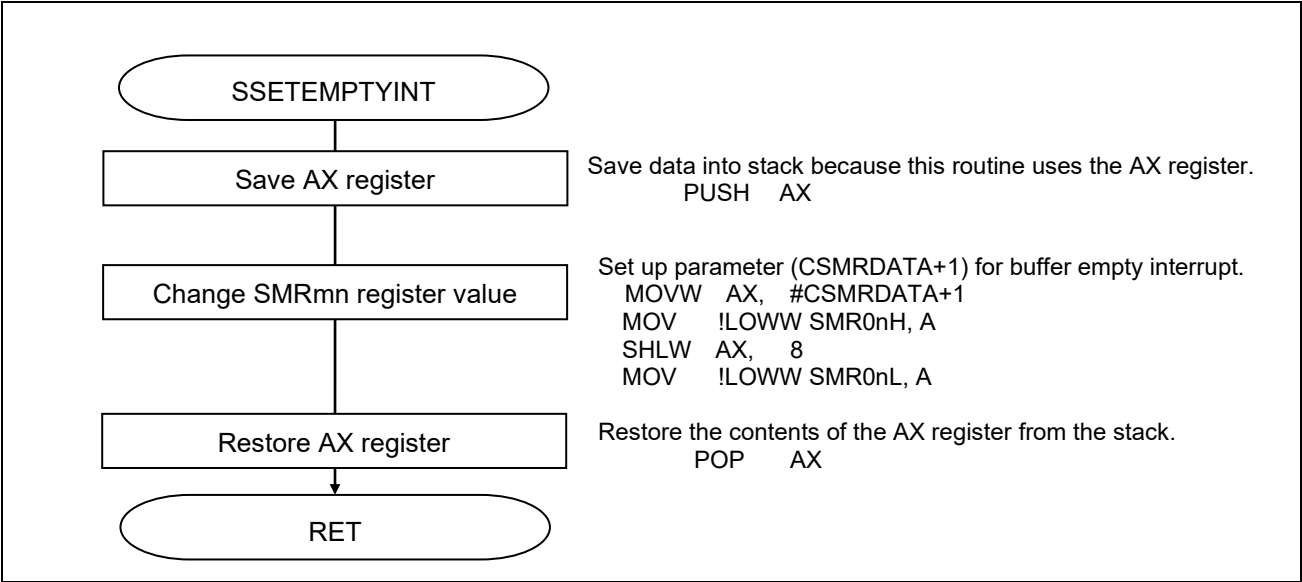 SSETEMPTYINT
Save AX register
Save data into stack because this routine uses the AX register.
PUSH AX
Change SMRmn register value
Set up parameter (CSMRDATA+1) for buffer empty interrupt.
MOVW AX, #CSMRDATA+1
MOV !LOWW SMR0nH, A
SHLW AX, 8
MOV !LOWW SMR0nL, A
Restore AX register
Restore the contents of the AX register from the stack.
POP AX
RET